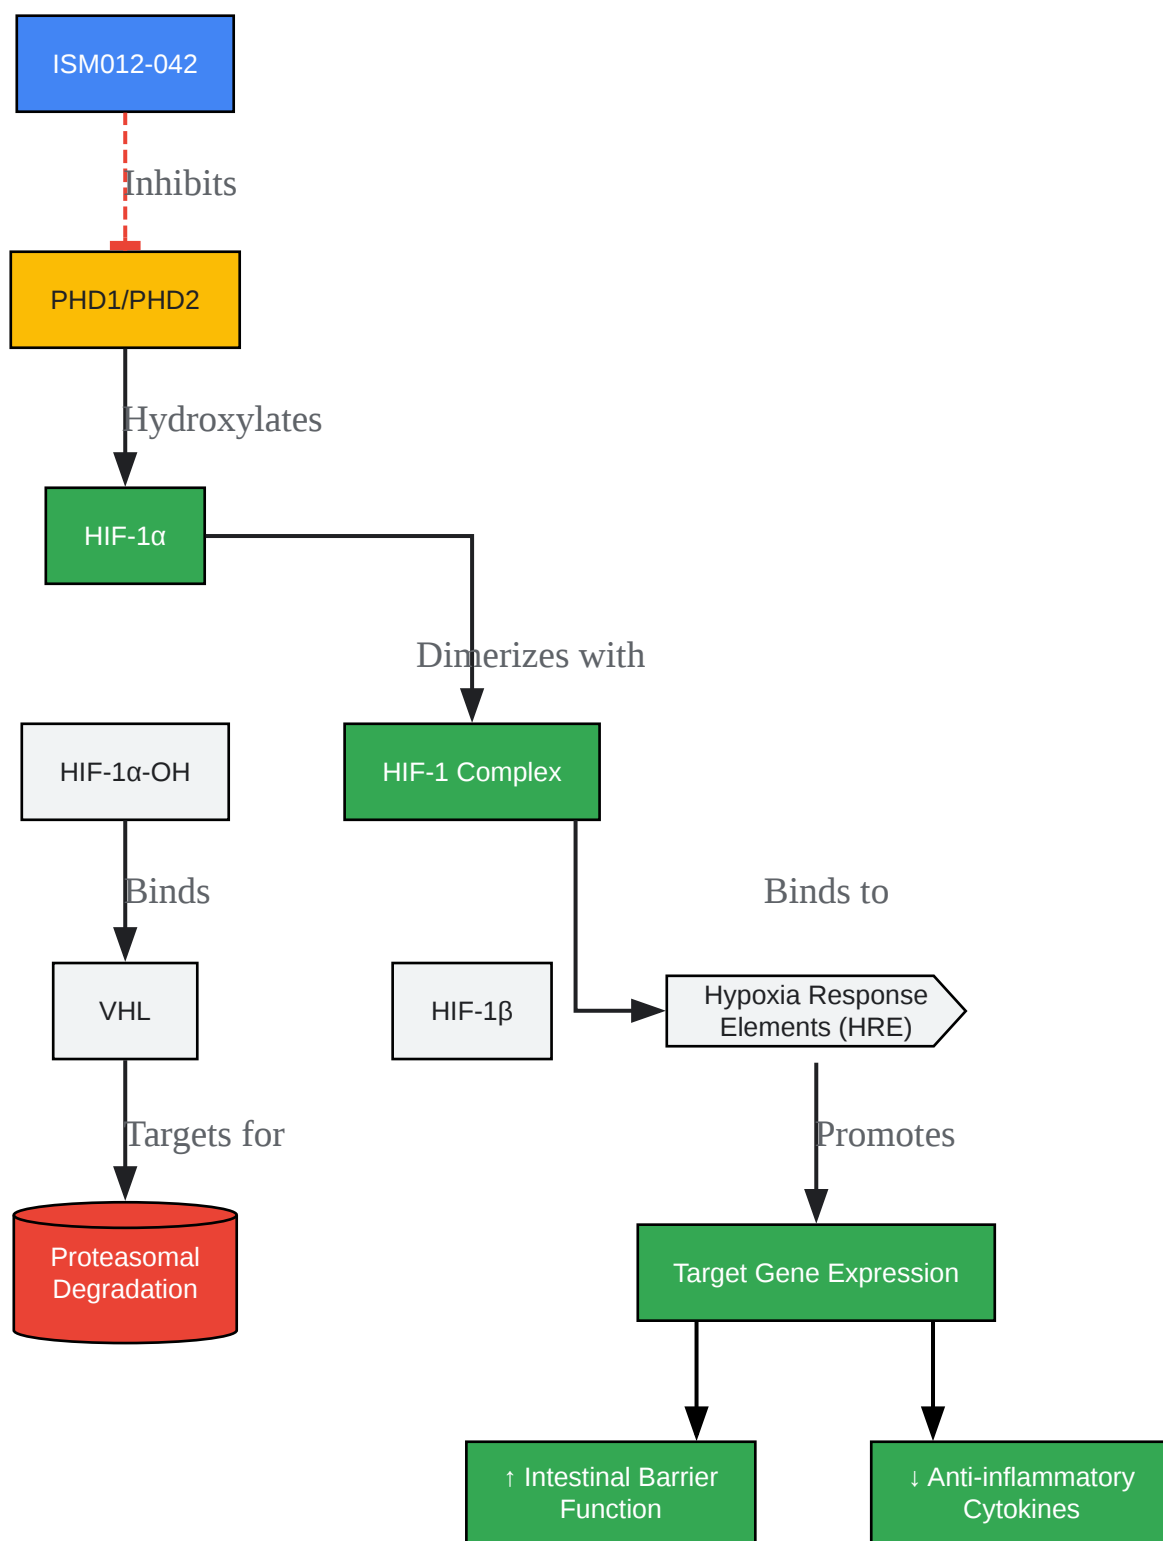 ISM012-042
Inhibits
PHD1/PHD2
Hydroxylates
HIF-1α
Dimerizes with
HIF-1α-OH
HIF-1 Complex
Binds
Binds to
VHL
HIF-1β
Hypoxia Response
Elements (HRE)
Targets for
Promotes
Proteasomal
Degradation
Target Gene Expression
↑ Intestinal Barrier
Function
↓ Anti-inflammatory
Cytokines